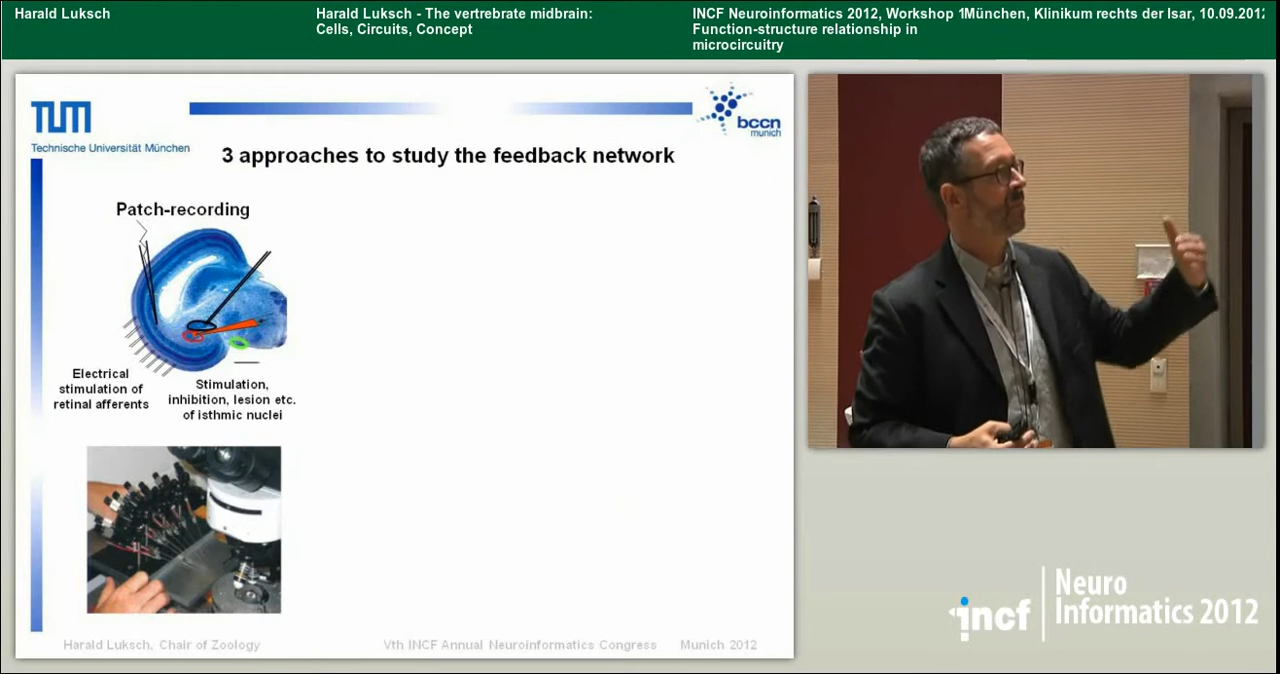 Harald Luksch
Harald Luksch - The vertrebrate midbrain:
Cells, Circuits, Concept
INCF Neuroinformatics 2012, Workshop 1München, Klinikum rechts der Isar, 10.09.2012
Function-structure relationship in
microcircuitry
TUM
Technische Universität München
bccn
munich
3 approaches to study the feedback network
Patch-recording
Electrical
stimulation of
retinal afferents
Stimulation,
inhibition, lesion etc.
of isthmic nuclei
Harald Luksch, Chair of Zoology
Vth INCF Annual Neuroinformatics Congress
Munich 2012
incf
Neuro
Informatics 2012